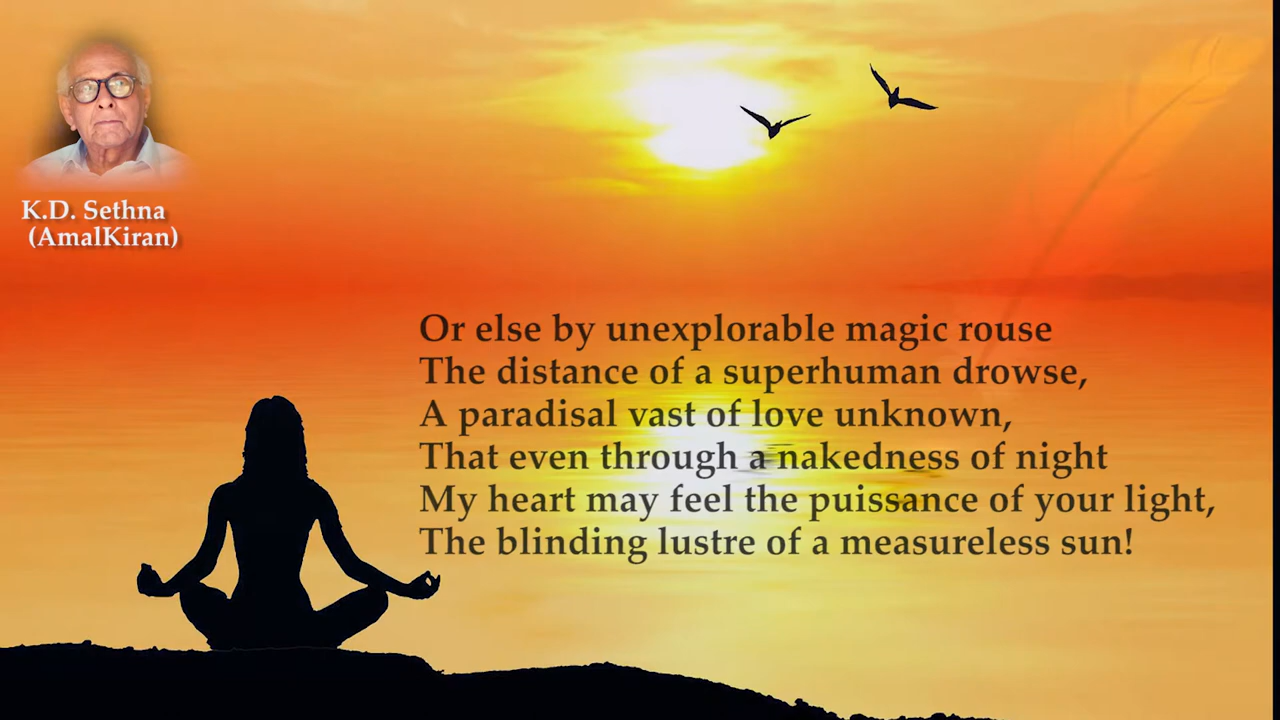 K.D. Sethna
(AmalKiran)
Or else by unexplorable magic rouse
The distance of a superhuman drowse,
A paradisal vast of love unknown,
That even through a nakedness of night
My heart may feel the puissance of your light,
The blinding lustre of a measureless sun!